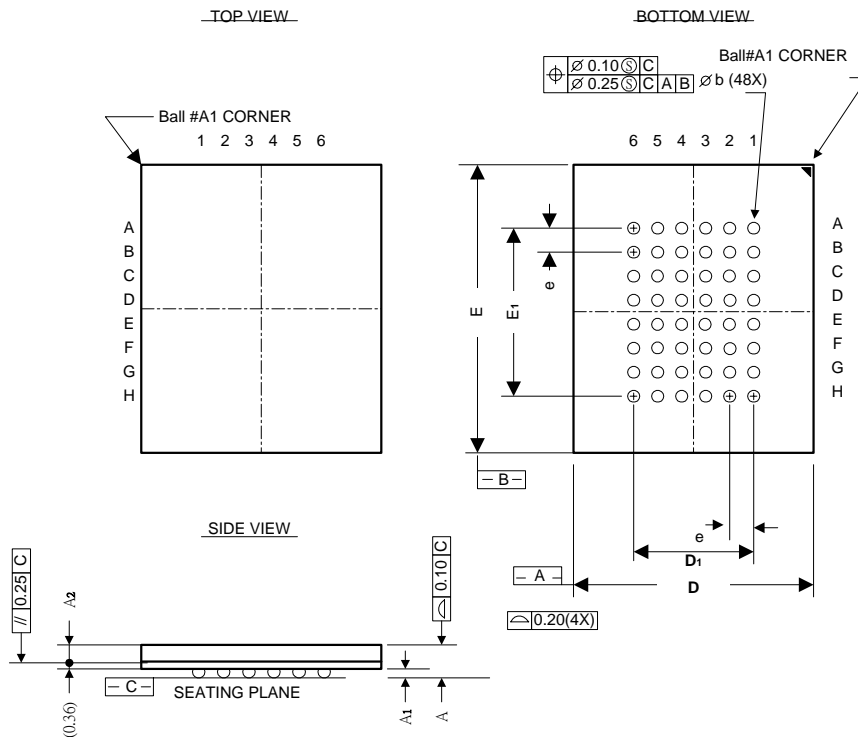 TOP VIEW
BOTTOM VIEW
Ball #A1 CORNER
1 2 3 4 5 6
Ball#A1 CORNER
⌖ ⌀ 0.10 Ⓢ C
⌀ 0.25 Ⓢ C A B
⌀ b (48X)
6 5 4 3 2 1
A
B
C
D
E
F
G
H
A
B
C
D
E
F
G
H
e
E
E1
– B –
e
D1
– A –
D
⌓ 0.20(4X)
SIDE VIEW
// 0.25 C
A2
⌓ 0.10 C
– C –
SEATING PLANE
(0.36)
A1
A